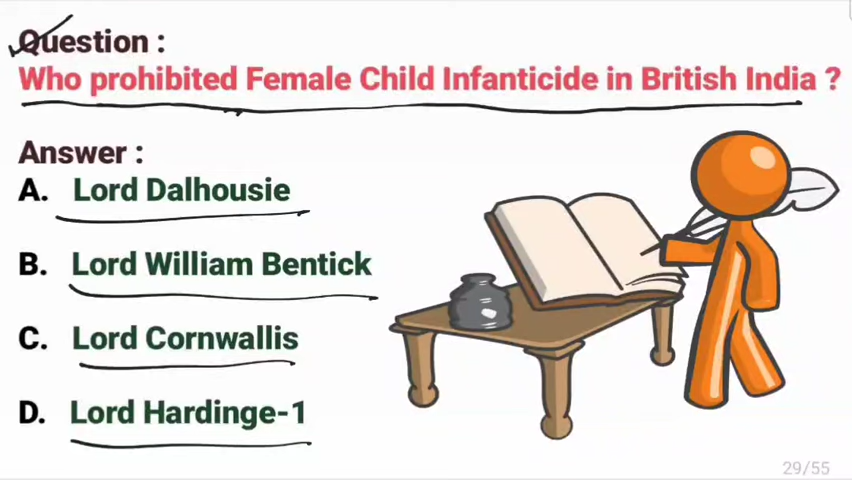 Question :
Who prohibited Female Child Infanticide in British India ?
Answer :
A. Lord Dalhousie
B. Lord William Bentick
C. Lord Cornwallis
D. Lord Hardinge-1
29/55